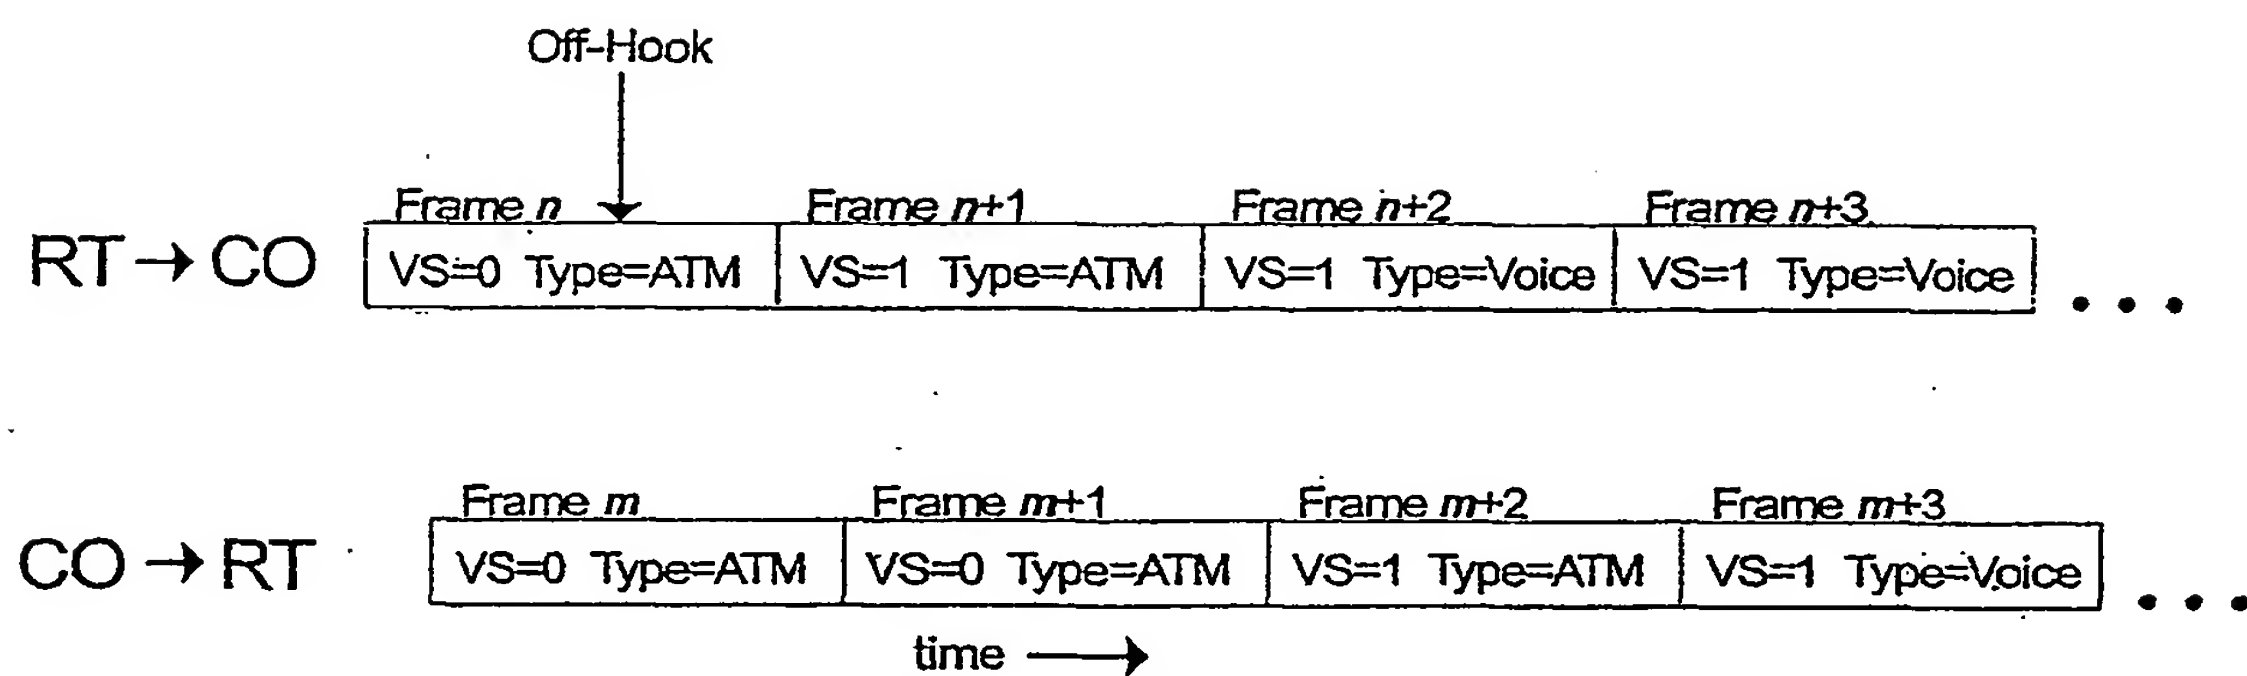 Off-Hook
Frame n Frame n+1 Frame n+2 Frame n+3
RT → CO VS=0 Type=ATM VS=1 Type=ATM VS=1 Type=Voice VS=1 Type=Voice . . .
Frame m Frame m+1 Frame m+2 Frame m+3
CO → RT VS=0 Type=ATM VS=0 Type=ATM VS=1 Type=ATM VS=1 Type=Voice . . .
time →